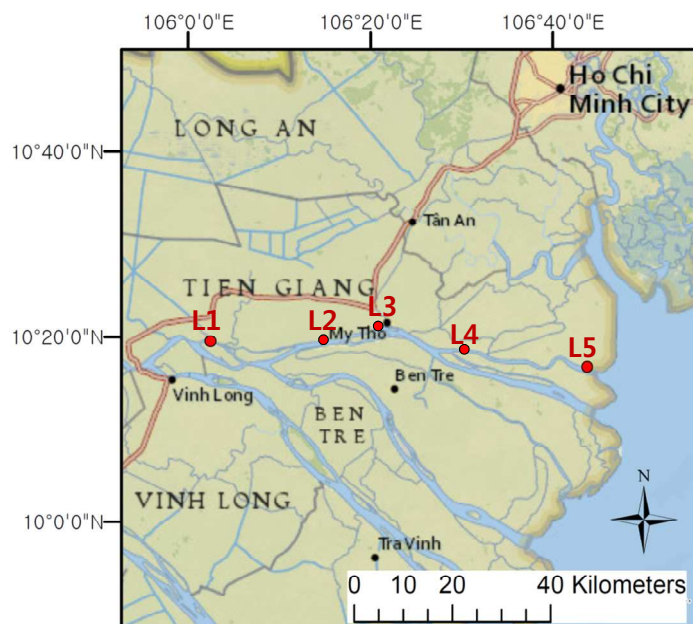 106°0'0"E 106°20'0"E 106°40'0"E
Ho Chi
Minh City
LONG AN
10°40'0"N
Tân An
TIEN GIANG
L1 L2 L3 L4 L5
10°20'0"N
My Tho
Ben Tre
Vinh Long
BEN
TRE
VINH LONG
10°0'0"N
N
Tra Vinh
0 5 10 20 40 Kilometers